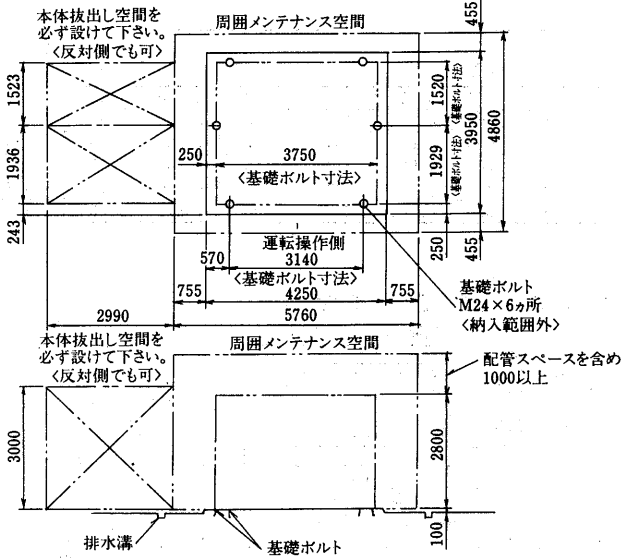 本体抜出し空間を
必ず設けて下さい。
〈反対側でも可〉
周囲メンテナンス空間
455
1523
1936
243
250
3750
〈基礎ボルト寸法〉
1520
〈基礎ボルト寸法〉
1929
〈基礎ボルト寸法〉
3950
4860
250
455
運転操作側
570
3140
〈基礎ボルト寸法〉
755
4250
755
2990
5760
基礎ボルト
M24×6ヵ所
〈納入範囲外〉
本体抜出し空間を
必ず設けて下さい。
〈反対側でも可〉
周囲メンテナンス空間
配管スペースを含め
1000以上
3000
2800
100
排水溝
基礎ボルト